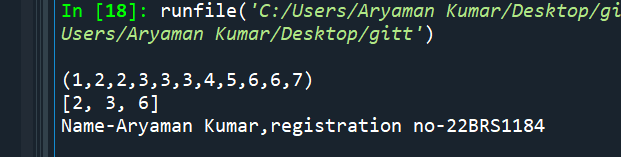 In [18]: runfile('C:/Users/Aryaman Kumar/Desktop/gi
Users/Aryaman Kumar/Desktop/gitt')
(1,2,2,3,3,3,4,5,6,6,7)
[2, 3, 6]
Name-Aryaman Kumar,registration no-22BRS1184